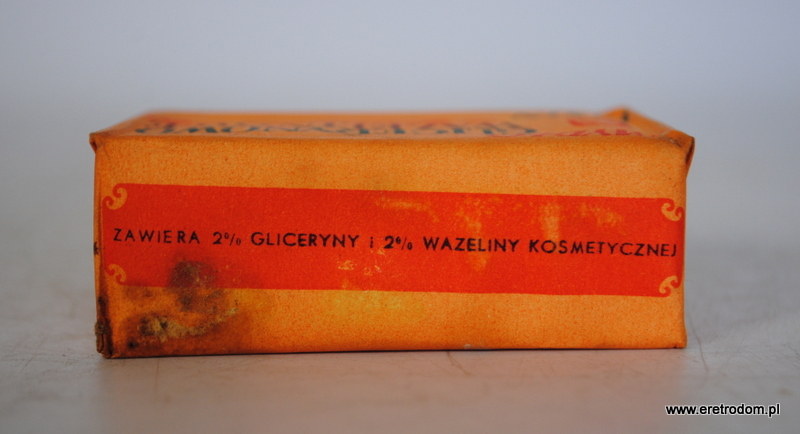 ZAWIERA 2% GLICERYNY i 2% WAZELINY KOSMETYCZNEJ
www.eretrodom.pl